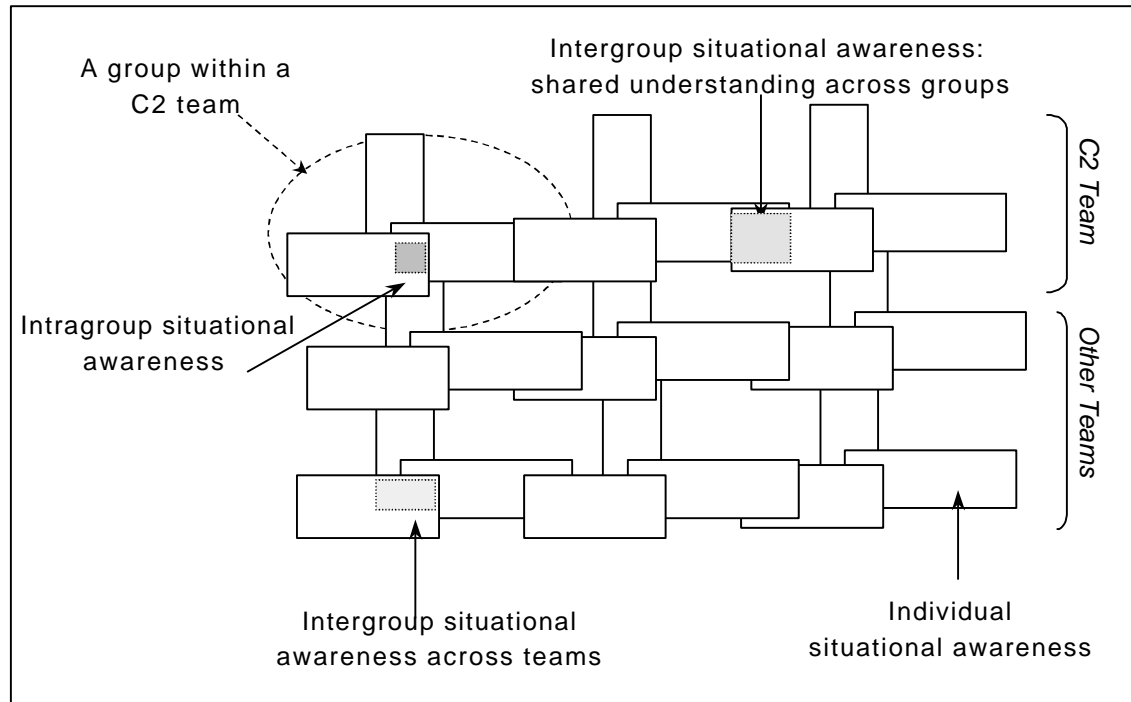 A group within a
C2 team
Intergroup situational awareness:
shared understanding across groups
C2 Team
Intragroup situational
awareness
Other Teams
Intergroup situational
awareness across teams
Individual
situational awareness